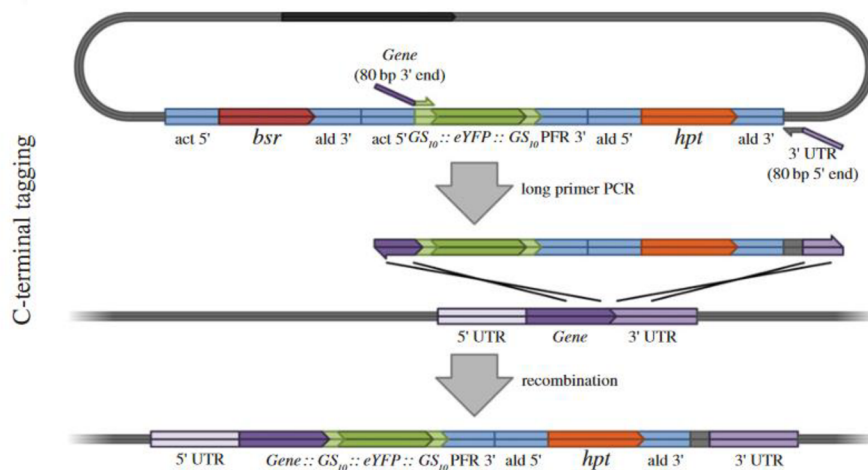 C-terminal tagging
Gene
(80 bp 3' end)
act 5'
bsr
ald 3'
act 5'
GS₁₀::eYFP::GS₁₀
PFR 3'
ald 5'
hpt
ald 3'
3' UTR
(80 bp 5' end)
long primer PCR
5' UTR
Gene
3' UTR
recombination
5' UTR
Gene::GS₁₀::eYFP::GS₁₀
PFR 3'
ald 5'
hpt
ald 3'
3' UTR